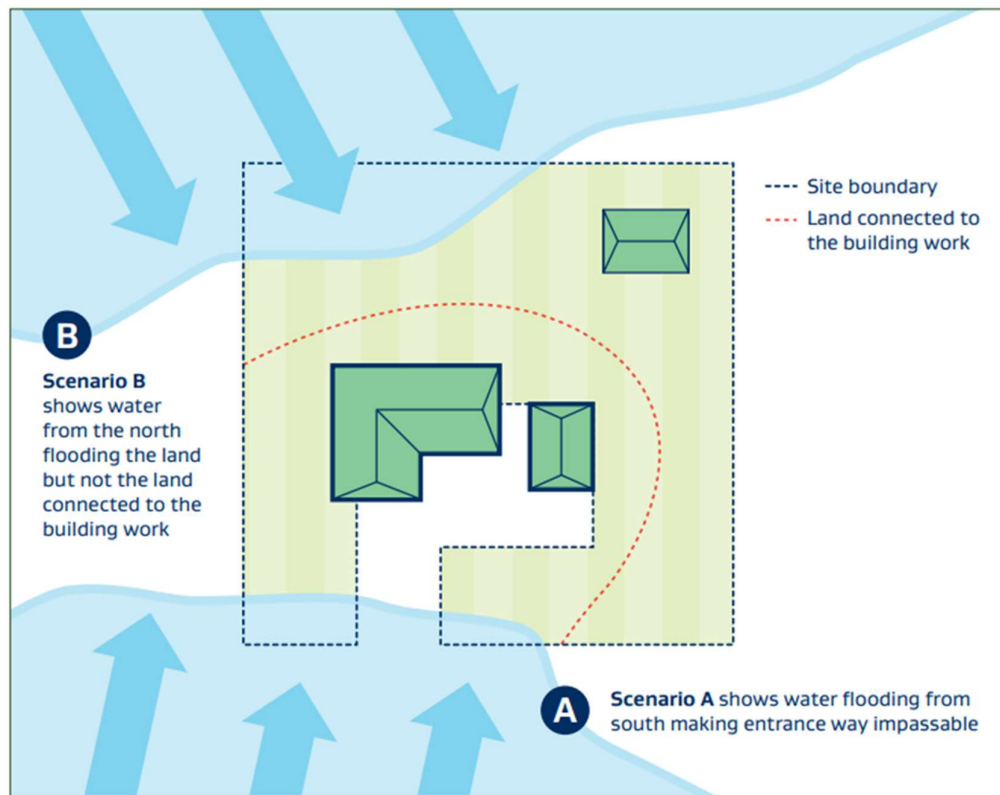 Site boundary
Land connected to
the building work
B
Scenario B
shows water
from the north
flooding the land
but not the land
connected to the
building work
A
Scenario A shows water flooding from
south making entrance way impassable